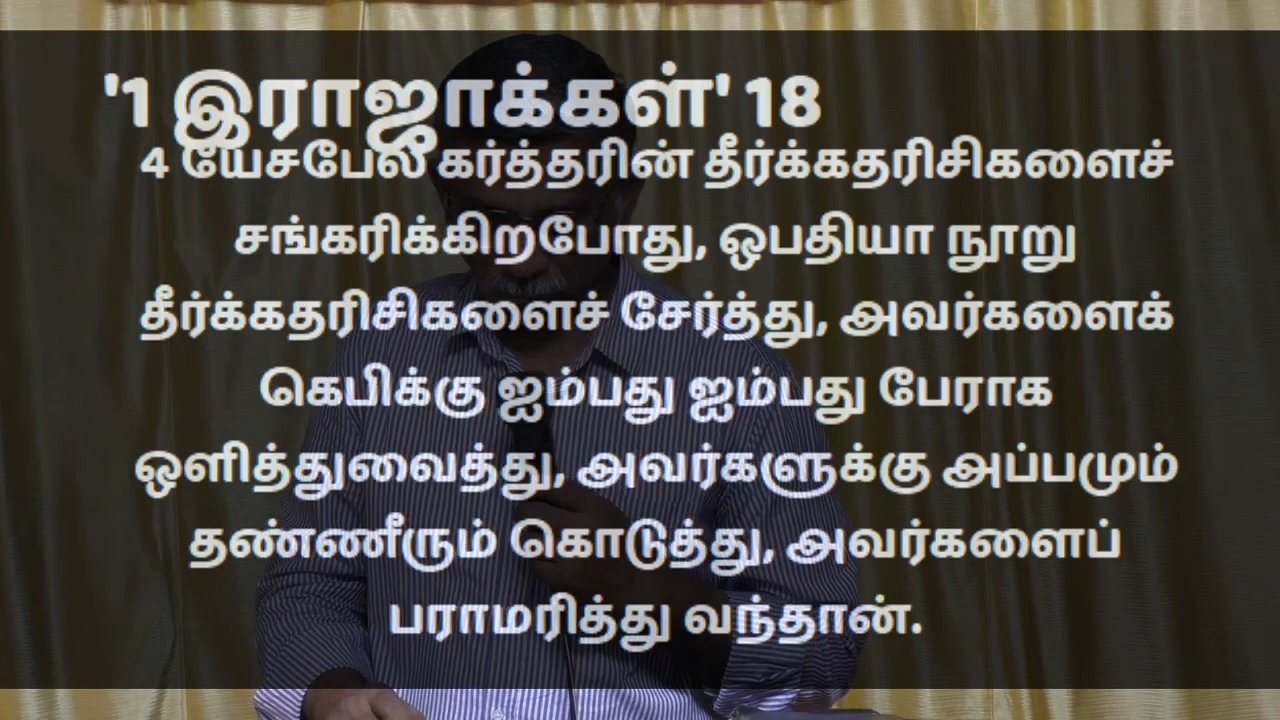 '1 இராஜாக்கள்' 18
4 யேசபேல் கர்த்தரின் தீர்க்கதரிசிகளைச்
சங்கரிக்கிறபோது, ஒபதியா நூறு
தீர்க்கதரிசிகளைச் சேர்த்து, அவர்களைக்
கெபிக்கு ஐம்பது ஐம்பது பேராக
ஒளித்துவைத்து, அவர்களுக்கு அப்பமும்
தண்ணீரும் கொடுத்து, அவர்களைப்
பராமரித்து வந்தான்.